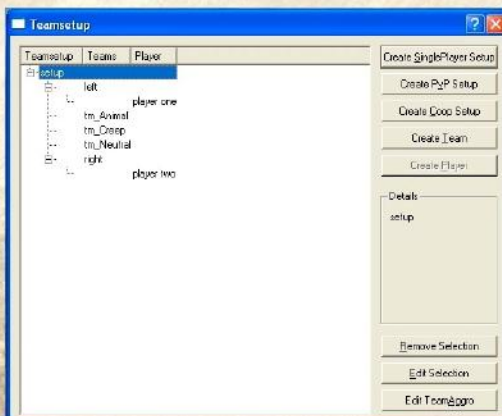 Teamsetup
Teamsetup Teams Player
setup
left
player one
tm_Animal
tm_Creep
tm_Neutral
right
player two
Create SinglePlayer Setup
Create PvP Setup
Create Coop Setup
Create Team
Create Player
Details
setup
Remove Selection
Edit Selection
Edit TeamAggro